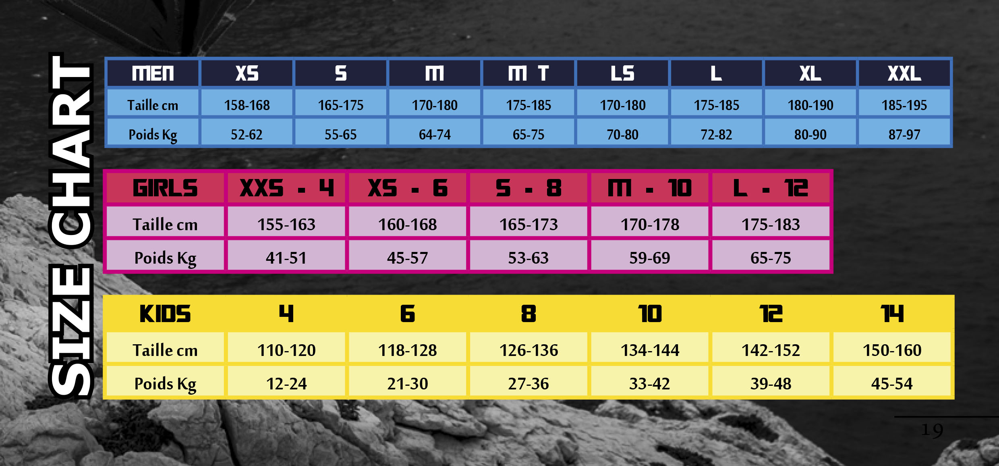 SIZE CHART
MEN XS S M M T LS L XL XXL
Taille cm 158-168 165-175 170-180 175-185 170-180 175-185 180-190 185-195
Poids Kg 52-62 55-65 64-74 65-75 70-80 72-82 80-90 87-97
GIRLS XXS - 4 XS - 6 S - 8 M - 10 L - 12
Taille cm 155-163 160-168 165-173 170-178 175-183
Poids Kg 41-51 45-57 53-63 59-69 65-75
KIDS 4 6 8 10 12 14
Taille cm 110-120 118-128 126-136 134-144 142-152 150-160
Poids Kg 12-24 21-30 27-36 33-42 39-48 45-54
19